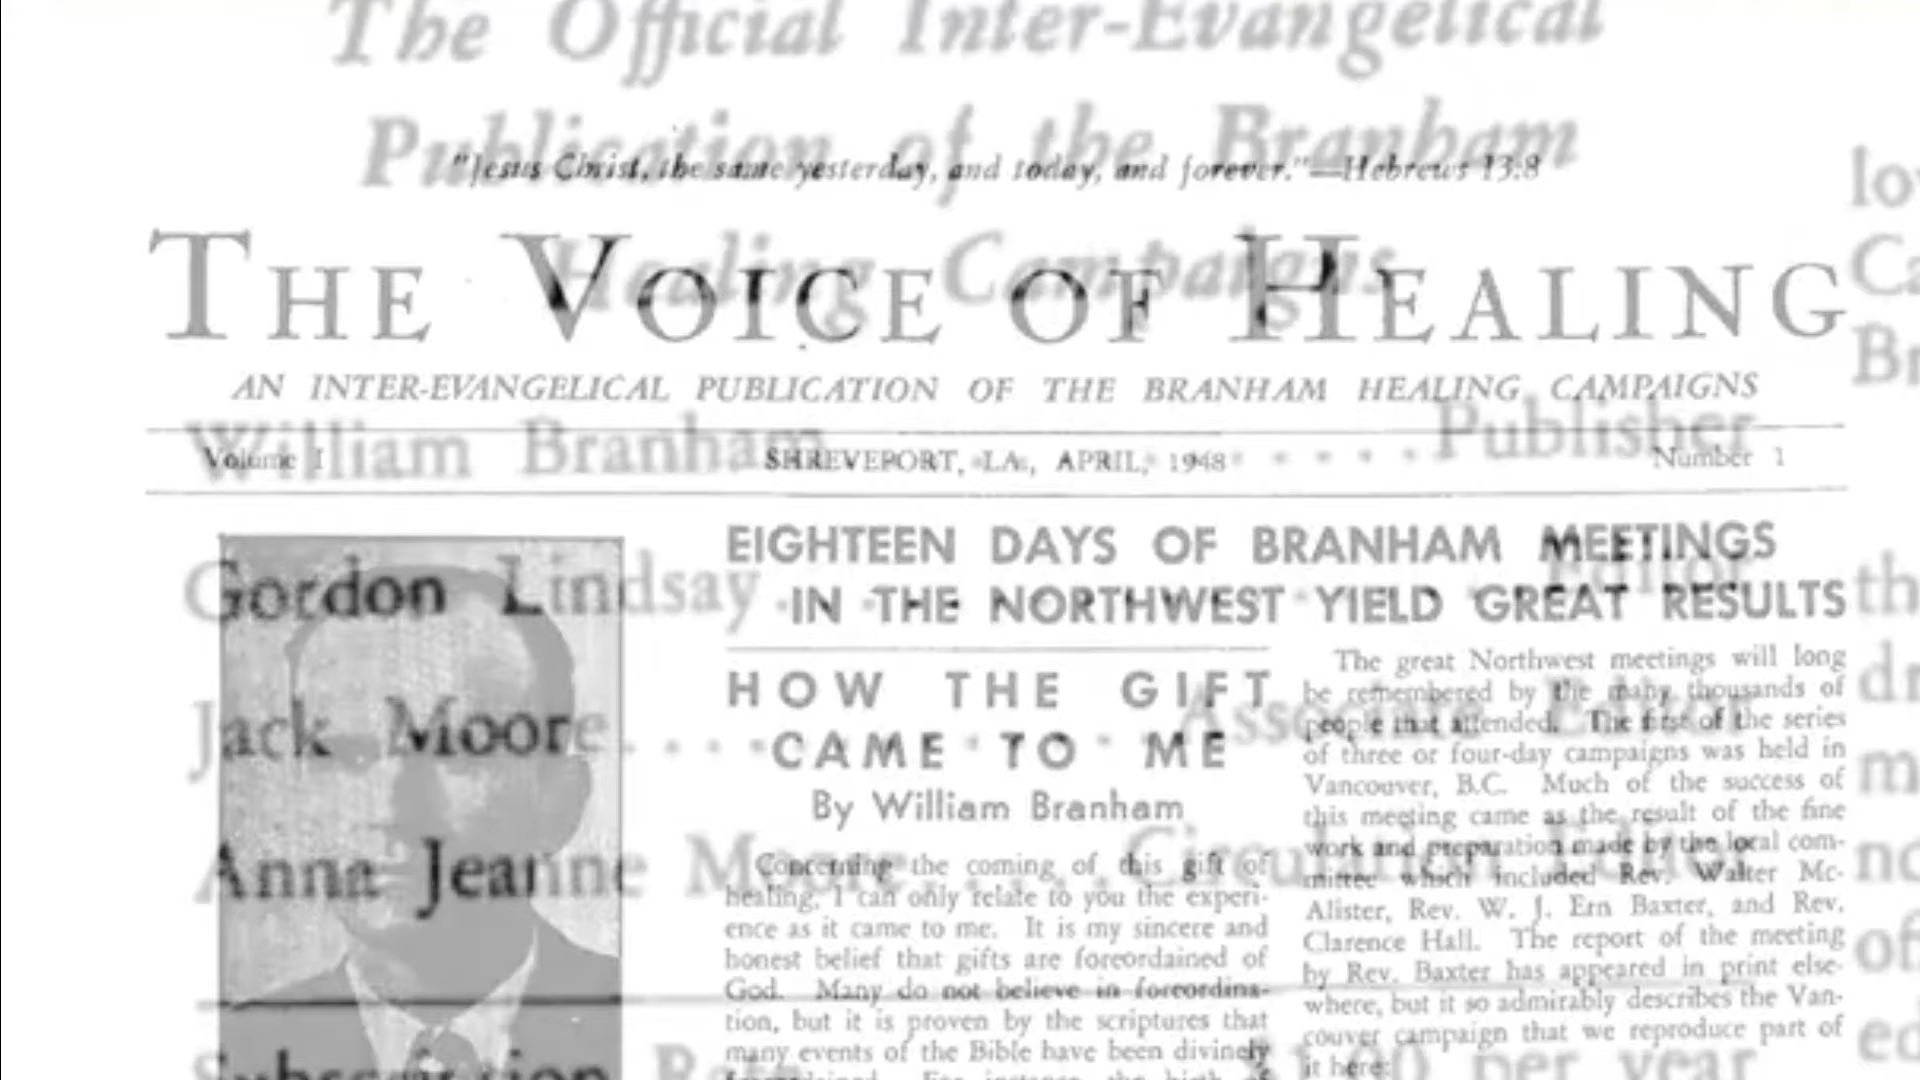 The Official Inter-Evangelical
Publication of the Branham
Healing Campaigns
"Jesus Christ, the same yesterday, and today, and forever."—Hebrews 13:8
THE VOICE OF HEALING
AN INTER-EVANGELICAL PUBLICATION OF THE BRANHAM HEALING CAMPAIGNS
William Branham ..... Publisher
Volume I SHREVEPORT, LA., APRIL, 1948 Number 1
Gordon Lindsay Editor
Jack Moore .... Associate Editor
Anna Jeanne Moore .... Circulation Editor
Subscription Rate $1.00 per year
EIGHTEEN DAYS OF BRANHAM MEETINGS
IN THE NORTHWEST YIELD GREAT RESULTS
HOW THE GIFT
CAME TO ME
By William Branham
Concerning the coming of this gift of
healing, I can only relate to you the experi-
ence as it came to me. It is my sincere and
honest belief that gifts are foreordained of
God. Many do not believe in foreordina-
tion, but it is proven by the scriptures that
many events of the Bible have been divinely
foreordained. For instance, the birth of
The great Northwest meetings will long
be remembered by the many thousands of
people that attended. The first of the series
of three or four-day campaigns was held in
Vancouver, B.C. Much of the success of
this meeting came as the result of the fine
work and preparation made by the local com-
mittee which included Rev. Walter Mc-
Alister, Rev. W. J. Ern Baxter, and Rev.
Clarence Hall. The report of the meeting
by Rev. Baxter has appeared in print else-
where, but it so admirably describes the Van-
couver campaign that we reproduce part of
it here: